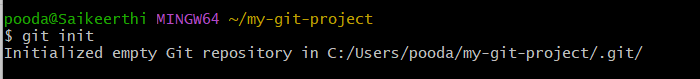 pooda@Saikeerthi MINGW64 ~/my-git-project
$ git init
Initialized empty Git repository in C:/Users/pooda/my-git-project/.git/